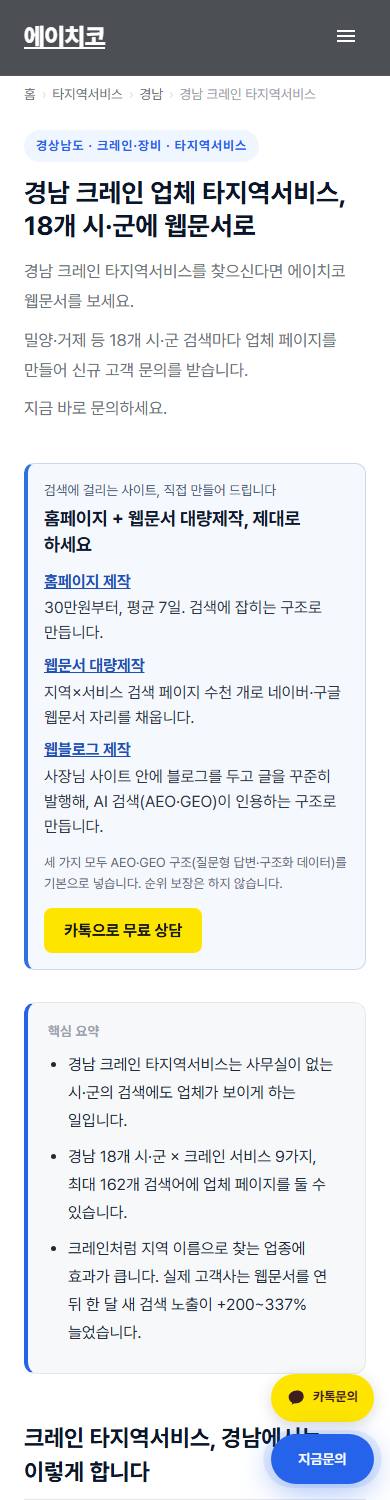 에이치코
홈 › 타지역서비스 › 경남 › 경남 크레인 타지역서비스
경상남도 · 크레인·장비 · 타지역서비스
경남 크레인 업체 타지역서비스,
18개 시·군에 웹문서로
경남 크레인 타지역서비스를 찾으신다면 에이치코
웹문서를 보세요.
밀양·거제 등 18개 시·군 검색마다 업체 페이지를
만들어 신규 고객 문의를 받습니다.
지금 바로 문의하세요.
검색에 걸리는 사이트, 직접 만들어 드립니다
홈페이지 + 웹문서 대량제작, 제대로
하세요
홈페이지 제작
30만원부터, 평균 7일. 검색에 잡히는 구조로
만듭니다.
웹문서 대량제작
지역×서비스 검색 페이지 수천 개로 네이버·구글
웹문서 자리를 채웁니다.
웹블로그 제작
사장님 사이트 안에 블로그를 두고 글을 꾸준히
발행해, AI 검색(AEO·GEO)이 인용하는 구조로
만듭니다.
세 가지 모두 AEO·GEO 구조(질문형 답변·구조화 데이터)를
기본으로 넣습니다. 순위 보장은 하지 않습니다.
카톡으로 무료 상담
핵심 요약
• 경남 크레인 타지역서비스는 사무실이 없는
시·군의 검색에도 업체가 보이게 하는
일입니다.
• 경남 18개 시·군 × 크레인 서비스 9가지,
최대 162개 검색어에 업체 페이지를 둘 수
있습니다.
• 크레인처럼 지역 이름으로 찾는 업종에
효과가 큽니다. 실제 고객사는 웹문서를 연
뒤 한 달 새 검색 노출이 +200~337%
늘었습니다.
카톡문의
크레인 타지역서비스, 경남에서는
이렇게 합니다
지금문의